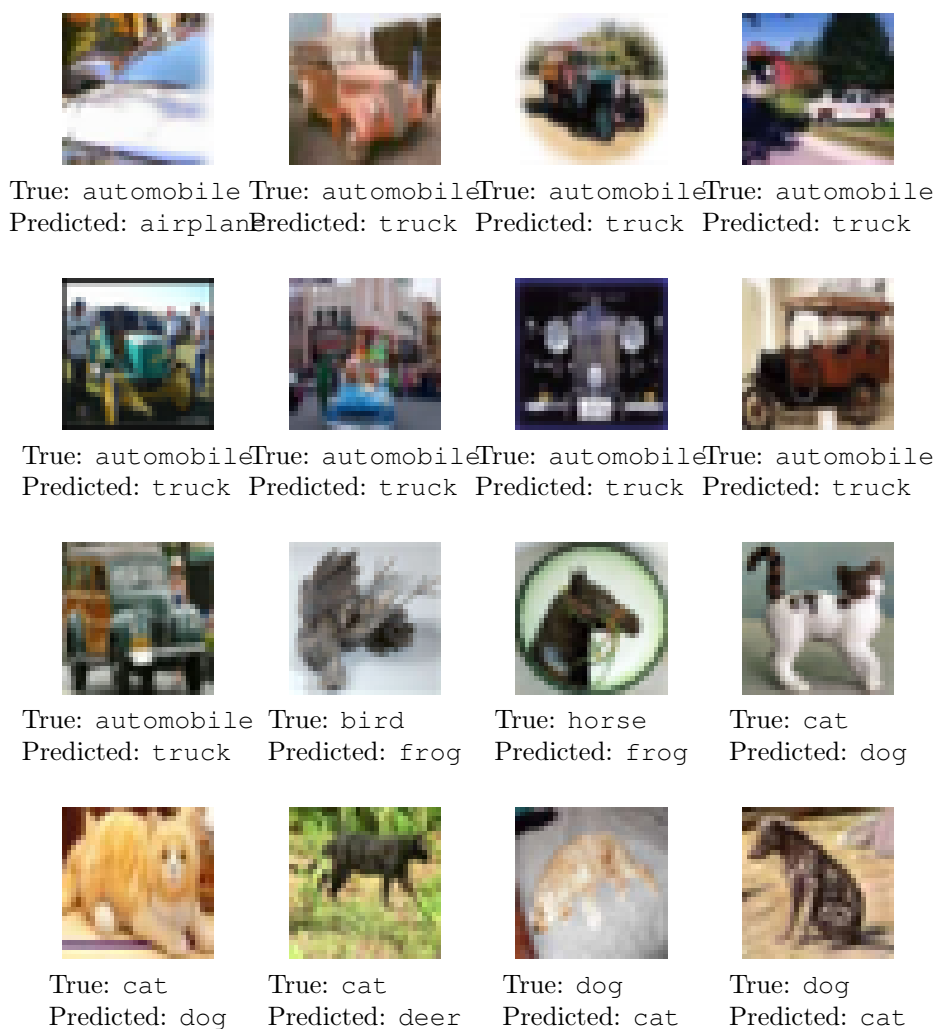 True: automobile True: automobile True: automobile True: automobile
Predicted: airplane Predicted: truck Predicted: truck Predicted: truck
True: automobile True: automobile True: automobile True: automobile
Predicted: truck Predicted: truck Predicted: truck Predicted: truck
True: automobile True: bird True: horse True: cat
Predicted: truck Predicted: frog Predicted: frog Predicted: dog
True: cat True: cat True: dog True: dog
Predicted: dog Predicted: deer Predicted: cat Predicted: cat